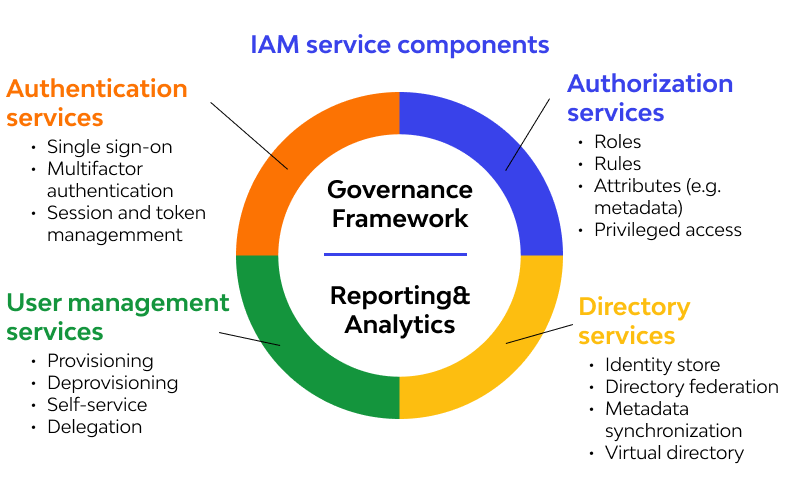 IAM service components
Authentication
services
• Single sign-on
• Multifactor
authentication
• Session and token
managemment
Authorization
services
• Roles
• Rules
• Attributes (e.g.
metadata)
• Privileged access
Governance
Framework
Reporting&
Analytics
User management
services
• Provisioning
• Deprovisioning
• Self-service
• Delegation
Directory
services
• Identity store
• Directory federation
• Metadada
synchronization
• Virtual directory